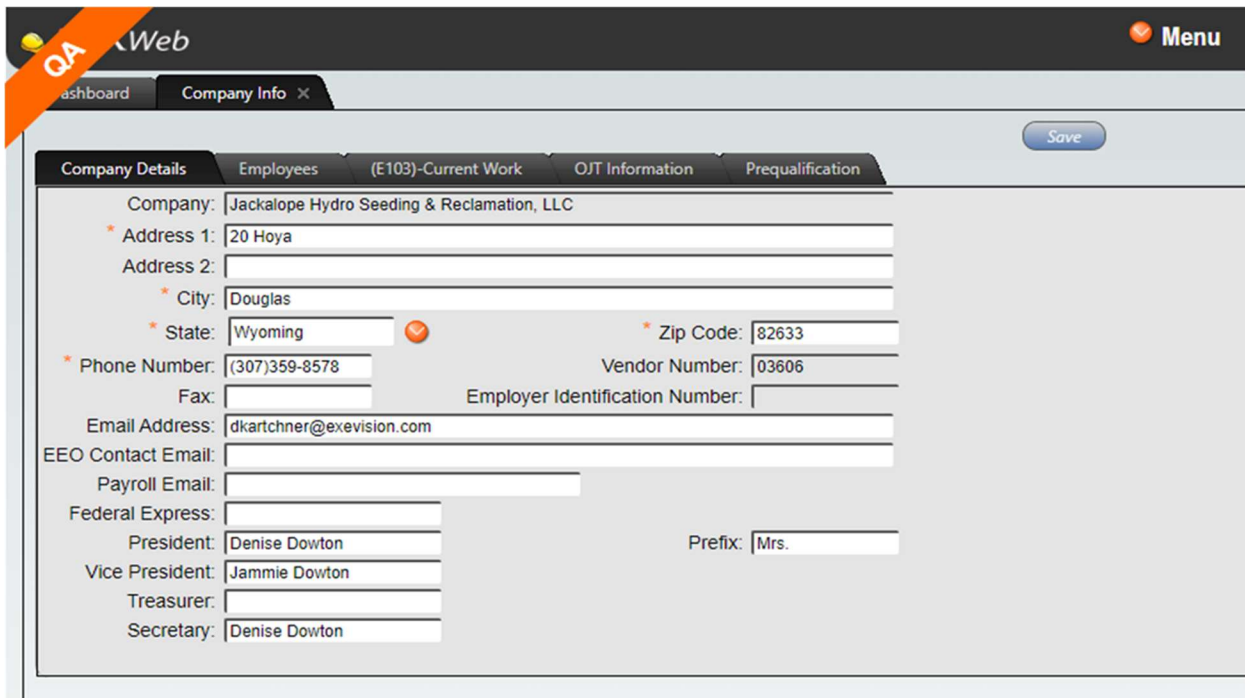 QA
Web
Menu
ashboard Company Info ×
Save
Company Details Employees (E103)-Current Work OJT Information Prequalification
Company: Jackalope Hydro Seeding & Reclamation, LLC
* Address 1: 20 Hoya
Address 2:
* City: Douglas
* State: Wyoming * Zip Code: 82633
* Phone Number: (307)359-8578 Vendor Number: 03606
Fax: Employer Identification Number:
Email Address: dkartchner@exevision.com
EEO Contact Email:
Payroll Email:
Federal Express:
President: Denise Dowton Prefix: Mrs.
Vice President: Jammie Dowton
Treasurer:
Secretary: Denise Dowton